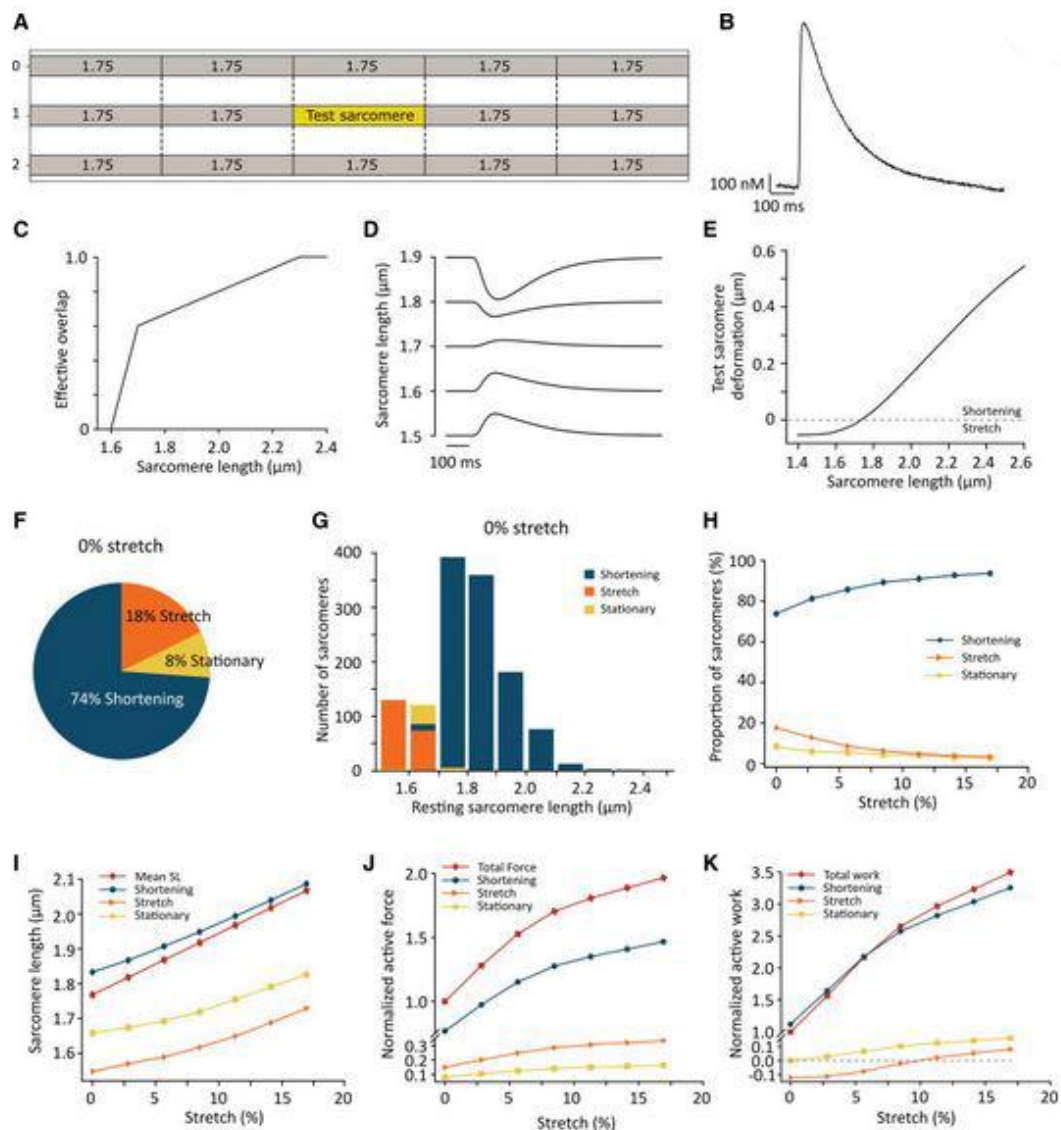 A
0 1.75 1.75 1.75 1.75 1.75
1 1.75 1.75 Test sarcomere 1.75 1.75
2 1.75 1.75 1.75 1.75 1.75
B
100 nM
100 ms
C
Effective overlap
1.0
0
1.6 1.8 2.0 2.2 2.4
Sarcomere length (µm)
D
Sarcomere length (µm)
1.9
1.8
1.7
1.6
1.5
100 ms
E
Test sarcomere
deformation (µm)
0.6
0.4
0.2
0
Shortening
Stretch
1.4 1.6 1.8 2.0 2.2 2.4 2.6
Sarcomere length (µm)
F
0% stretch
18% Stretch
8% Stationary
74% Shortening
G
0% stretch
Number of sarcomeres
400
300
200
100
0
Shortening
Stretch
Stationary
1.6 1.8 2.0 2.2 2.4
Resting sarcomere length (µm)
H
Proportion of sarcomeres (%)
100
80
60
40
20
0
Shortening
Stretch
Stationary
0 5 10 15 20
Stretch (%)
I
Sarcomere length (µm)
2.1
2.0
1.9
1.8
1.7
1.6
Mean SL
Shortening
Stretch
Stationary
0 5 10 15 20
Stretch (%)
J
Normalized active force
2.0
1.5
1.0
0.3
0.2
0.1
Total Force
Shortening
Stretch
Stationary
0 5 10 15 20
Stretch (%)
K
Normalized active work
3.5
3.0
2.5
2.0
1.5
1.0
0.1
0.0
-0.1
Total work
Shortening
Stretch
Stationary
0 5 10 15 20
Stretch (%)